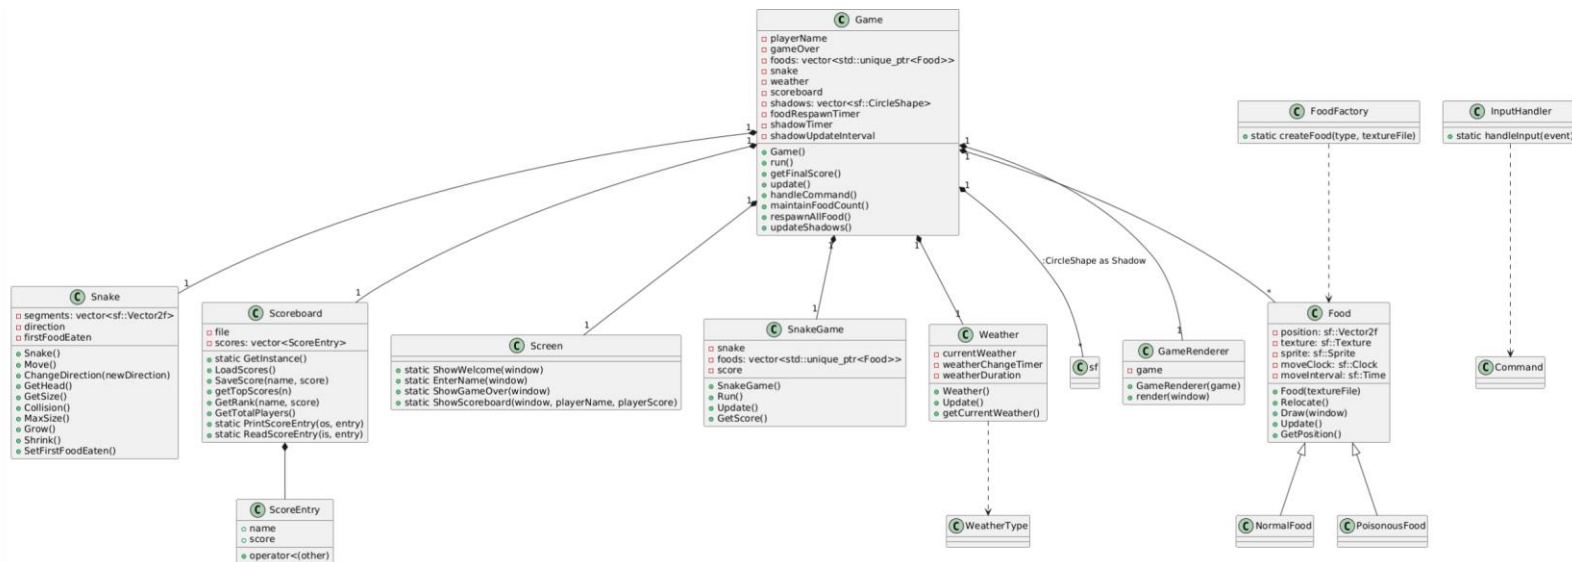 C Game
playerName
gameOver
foods: vector<std::unique_ptr<Food>>
snake
weather
scoreboard
shadows: vector<sf::CircleShape>
foodRespawnTimer
shadowTimer
shadowUpdateInterval
Game()
run()
getFinalScore()
update()
handleCommand()
maintainFoodCount()
respawnAllFood()
updateShadows()
C FoodFactory
static createFood(type, textureFile)
C InputHandler
static handleInput(event)
1
1
1
1
1
1
1
1
:CircleShape as Shadow
1
1
1
1
1
*
1
*
C Snake
segments: vector<sf::Vector2f>
direction
firstFoodEaten
Snake()
Move()
ChangeDirection(newDirection)
GetHead()
GetSize()
Collision()
MaxSize()
Grow()
Shrink()
SetFirstFoodEaten()
C Scoreboard
file
scores: vector<ScoreEntry>
static GetInstance()
LoadScores()
SaveScore(name, score)
getTopScores(n)
GetRank(name, score)
GetTotalPlayers()
static PrintScoreEntry(os, entry)
static ReadScoreEntry(is, entry)
C Screen
static ShowWelcome(window)
static EnterName(window)
static ShowGameOver(window)
static ShowScoreboard(window, playerName, playerScore)
C SnakeGame
snake
foods: vector<std::unique_ptr<Food>>
score
SnakeGame()
Run()
Update()
GetScore()
C Weather
currentWeather
weatherChangeTimer
weatherDuration
Weather()
Update()
getCurrentWeather()
C sf
C GameRenderer
game
GameRenderer(game)
render(window)
C Food
position: sf::Vector2f
texture: sf::Texture
sprite: sf::Sprite
moveClock: sf::Clock
moveInterval: sf::Time
Food(textureFile)
Relocate()
Draw(window)
Update()
GetPosition()
C Command
C ScoreEntry
name
score
operator<(other)
C WeatherType
C NormalFood
C PoisonousFood